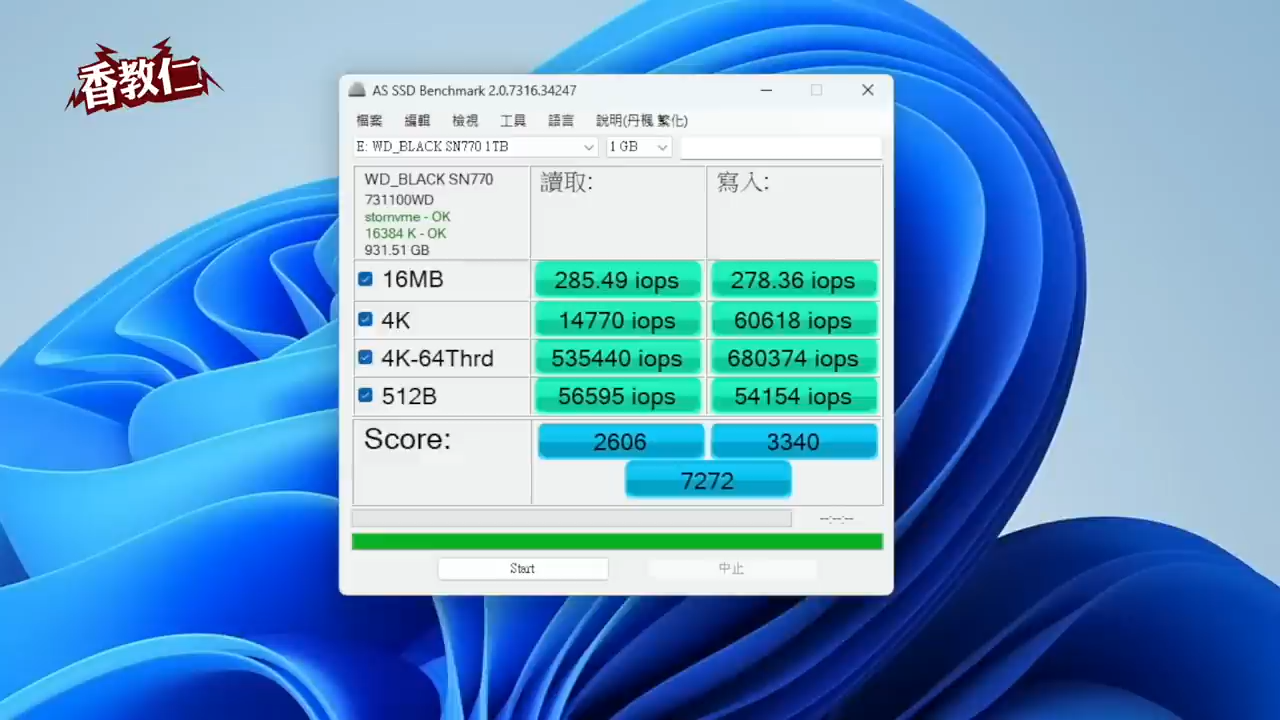 香教仁
AS SSD Benchmark 2.0.7316.34247
檔案 編輯 檢視 工具 語言 說明(丹楓 繁化)
E: WD_BLACK SN770 1TB 1 GB
WD_BLACK SN770
731100WD
stornvme - OK
16384 K - OK
931.51 GB
讀取: 寫入:
16MB 285.49 iops 278.36 iops
4K 14770 iops 60618 iops
4K-64Thrd 535440 iops 680374 iops
512B 56595 iops 54154 iops
Score: 2606 3340
7272
--:--:--
Start 中止